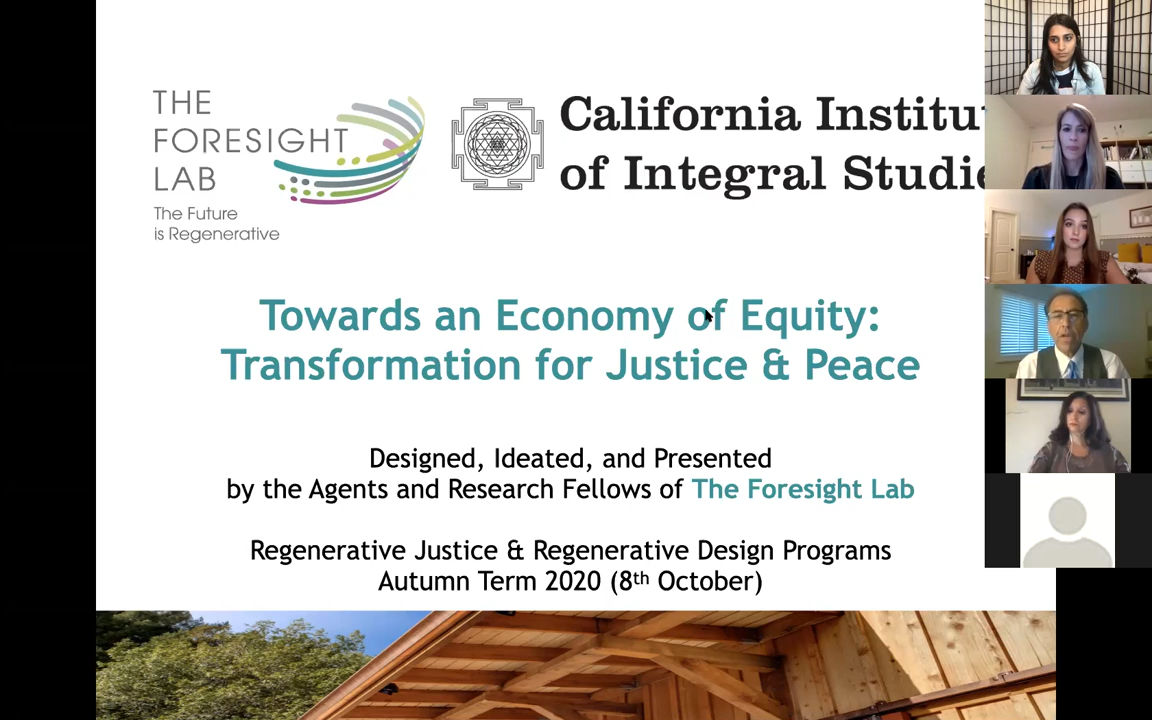 THE
FORESIGHT
LAB
The Future
is Regenerative
California Institu
of Integral Studie
Towards an Economy of Equity:
Transformation for Justice & Peace
Designed, Ideated, and Presented
by the Agents and Research Fellows of The Foresight Lab
Regenerative Justice & Regenerative Design Programs
Autumn Term 2020 (8th October)